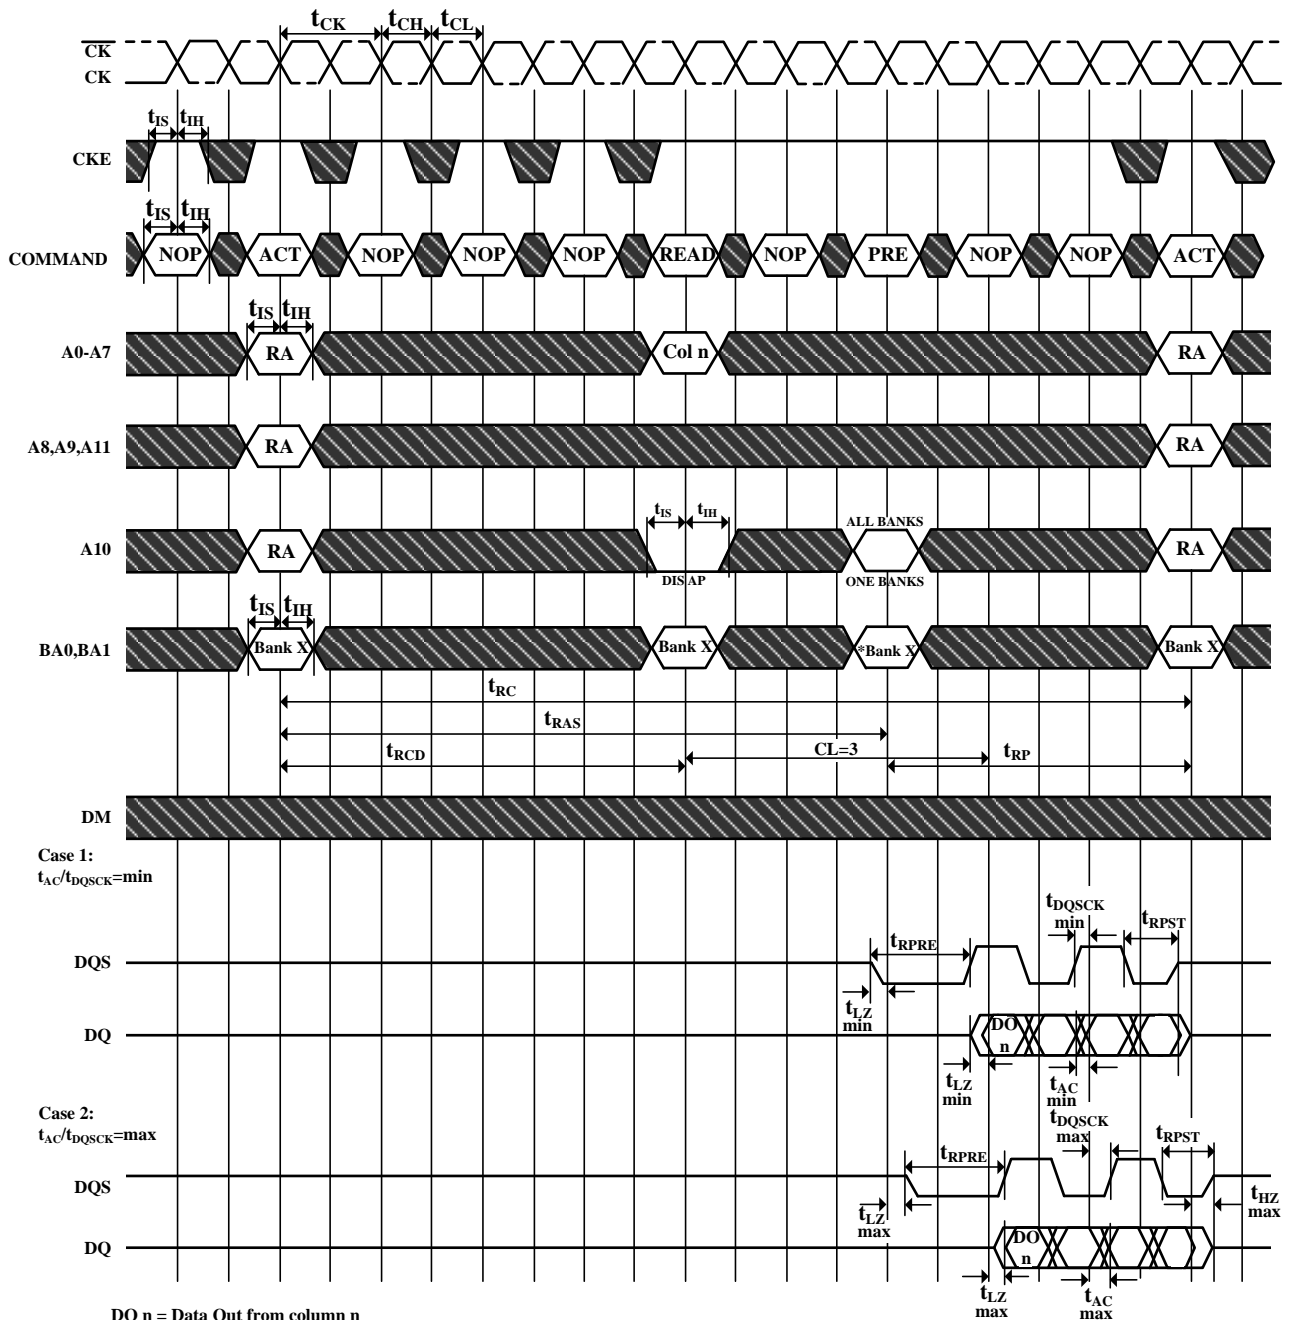 tCK tCH tCL
CK
CK
tIS tIH
CKE
tIS tIH
COMMAND NOP ACT NOP NOP NOP READ NOP PRE NOP NOP ACT
tIS tIH
A0-A7 RA Col n RA
A8,A9,A11 RA RA
tIS tIH ALL BANKS
A10 RA RA
DIS AP ONE BANKS
tIS tIH
BA0,BA1 Bank X Bank X *Bank X Bank X
tRC
tRAS
tRCD CL=3 tRP
DM
Case 1:
tAC/tDQSCK=min
tDQSCK
min
tRPST
tRPRE
DQS
tLZ
min
DQ DO
n
tLZ
min
tAC
min
Case 2:
tAC/tDQSCK=max
tDQSCK
max
tRPST
tRPRE
DQS
tLZ
max
tHZ
max
DQ DO
n
tLZ
max
tAC
max
DO n = Data Out from column n